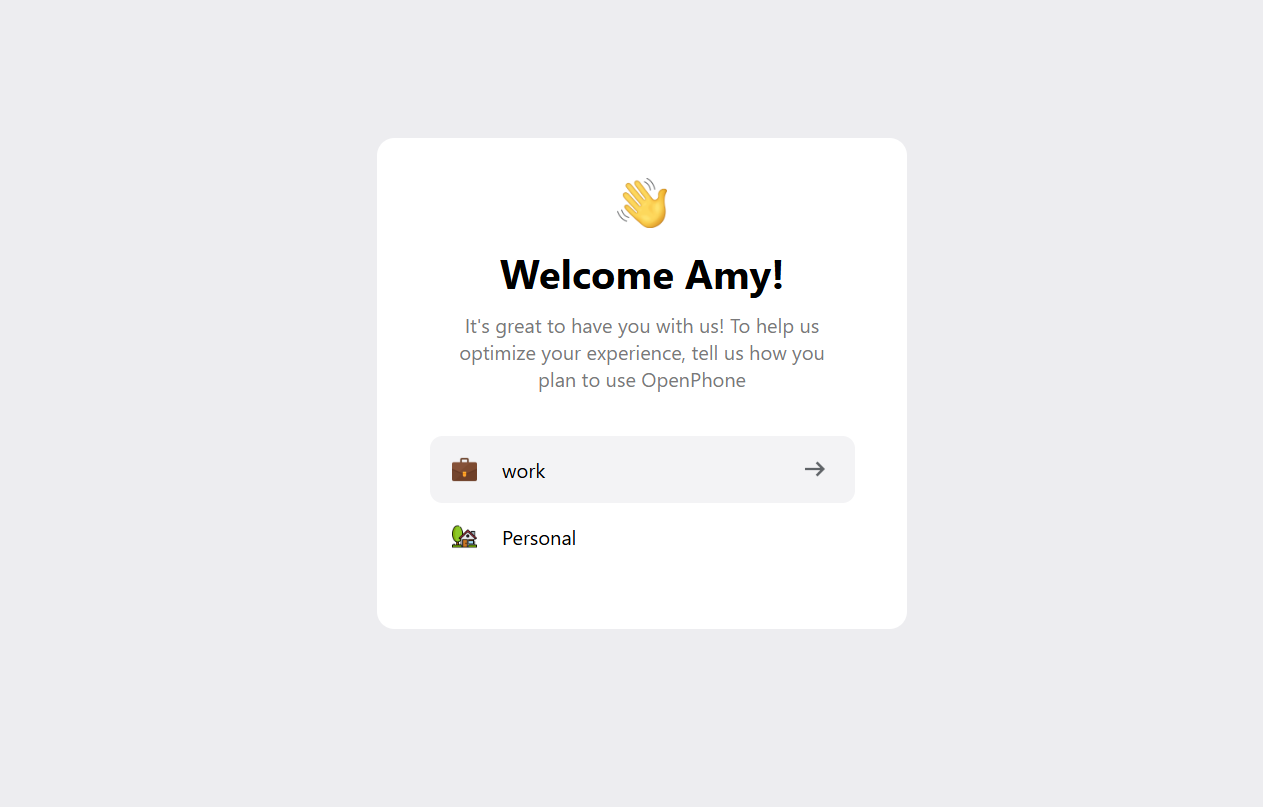 Welcome Amy!
It's great to have you with us! To help us
optimize your experience, tell us how you
plan to use OpenPhone
work
Personal